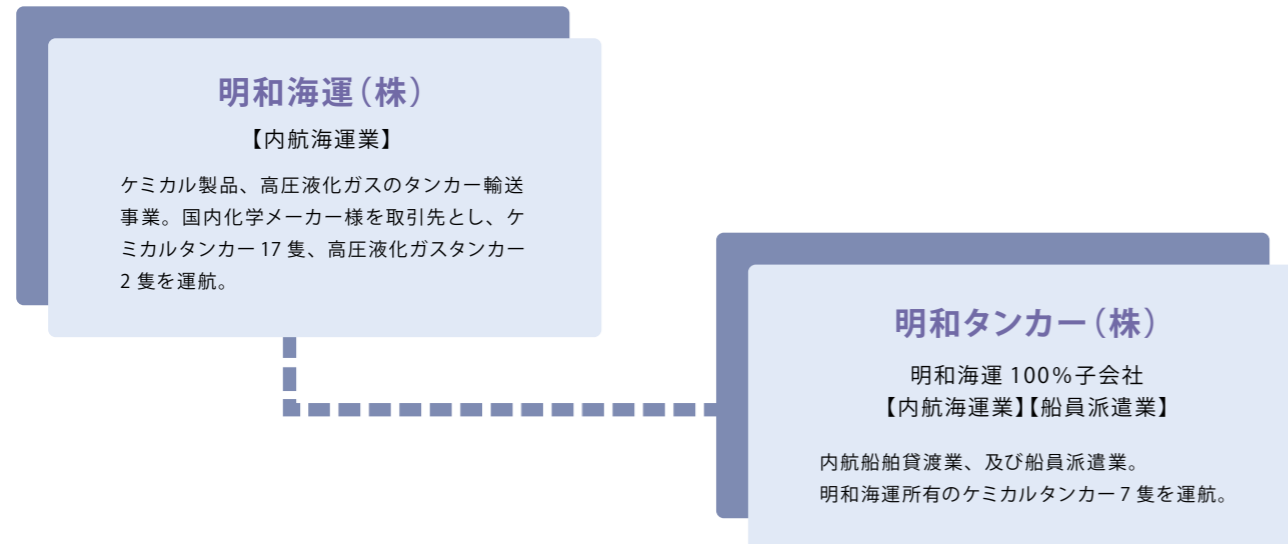 明和海運(株)
【内航海運業】
ケミカル製品、高圧液化ガスのタンカー輸送
事業。国内化学メーカー様を取引先とし、ケ
ミカルタンカー 17 隻、高圧液化ガスタンカー
2 隻を運航。
明和タンカー(株)
明和海運 100%子会社
【内航海運業】【船員派遣業】
内航船舶貸渡業、及び船員派遣業。
明和海運所有のケミカルタンカー 7 隻を運航。